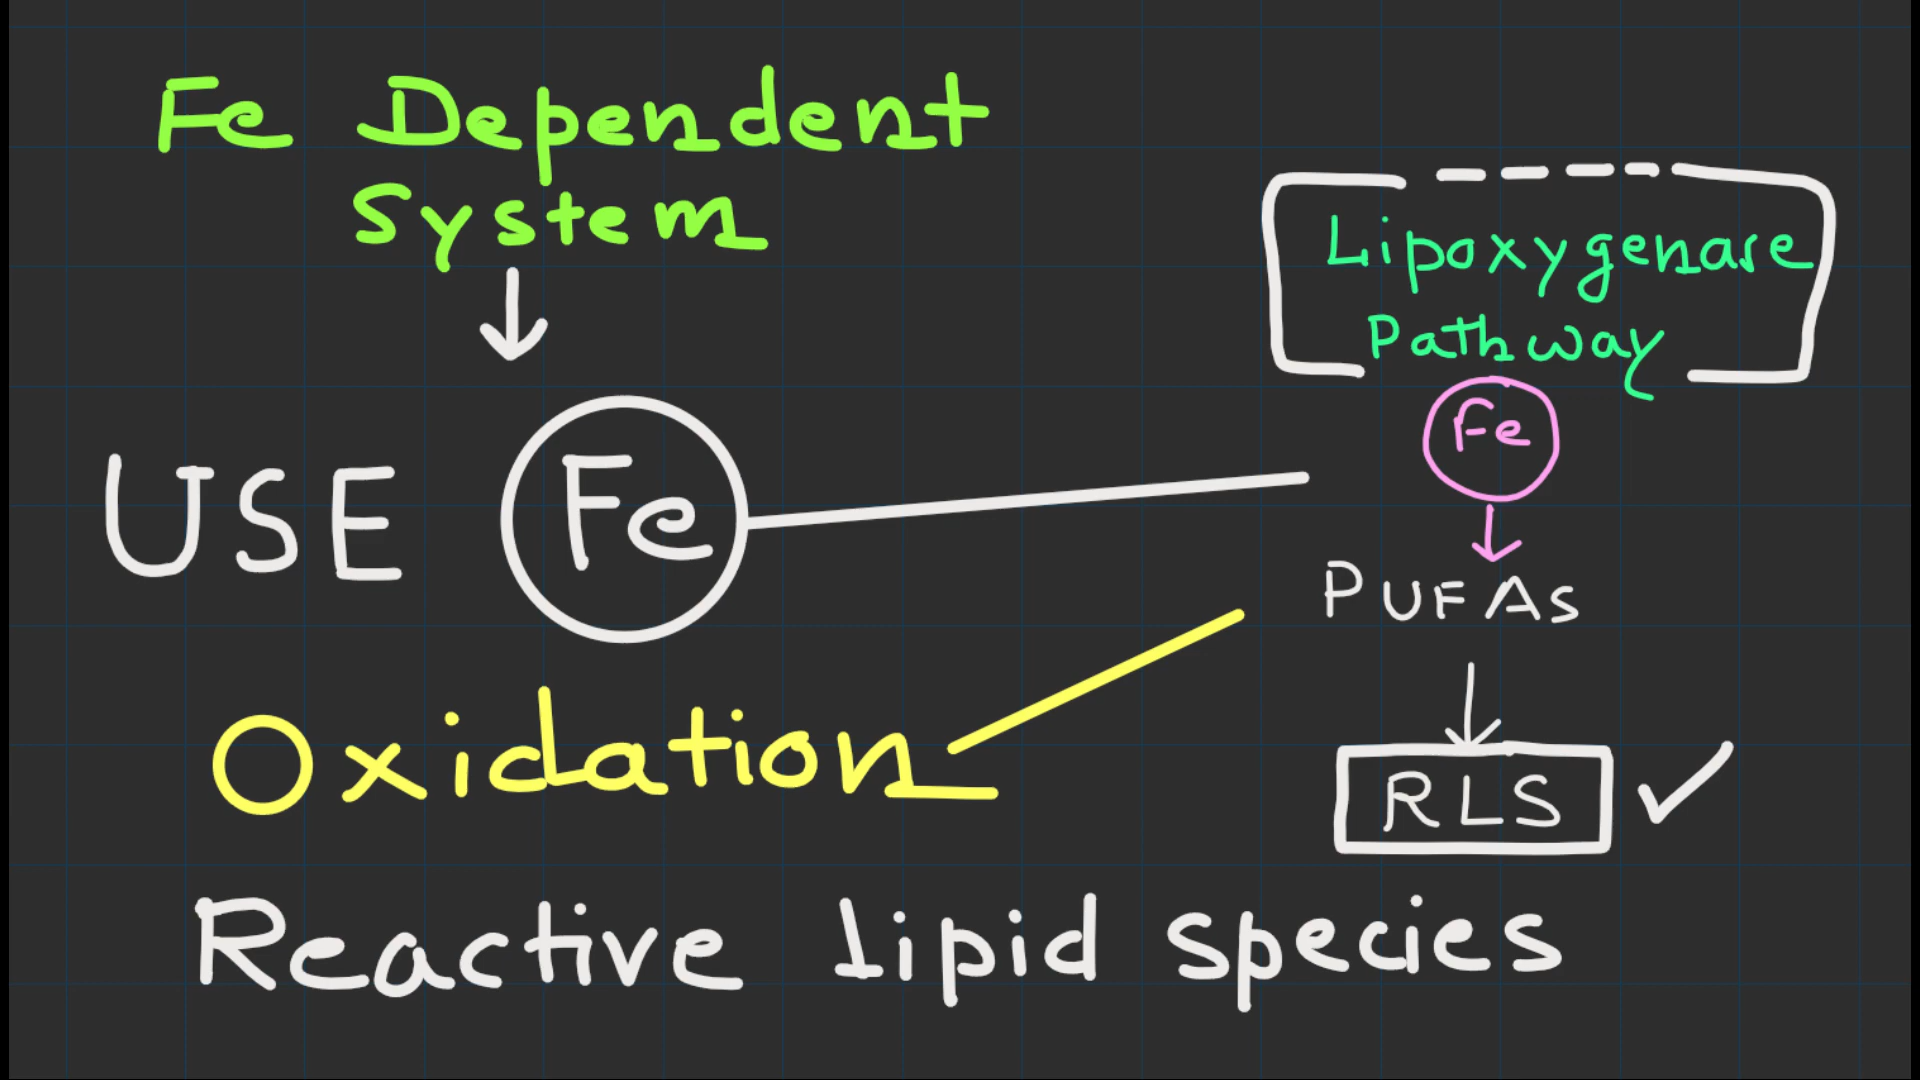 Fe Dependent
System
USE Fe
Oxidation
Reactive lipid species
Lipoxygenase
Pathway
Fe
PUFAs
RLS